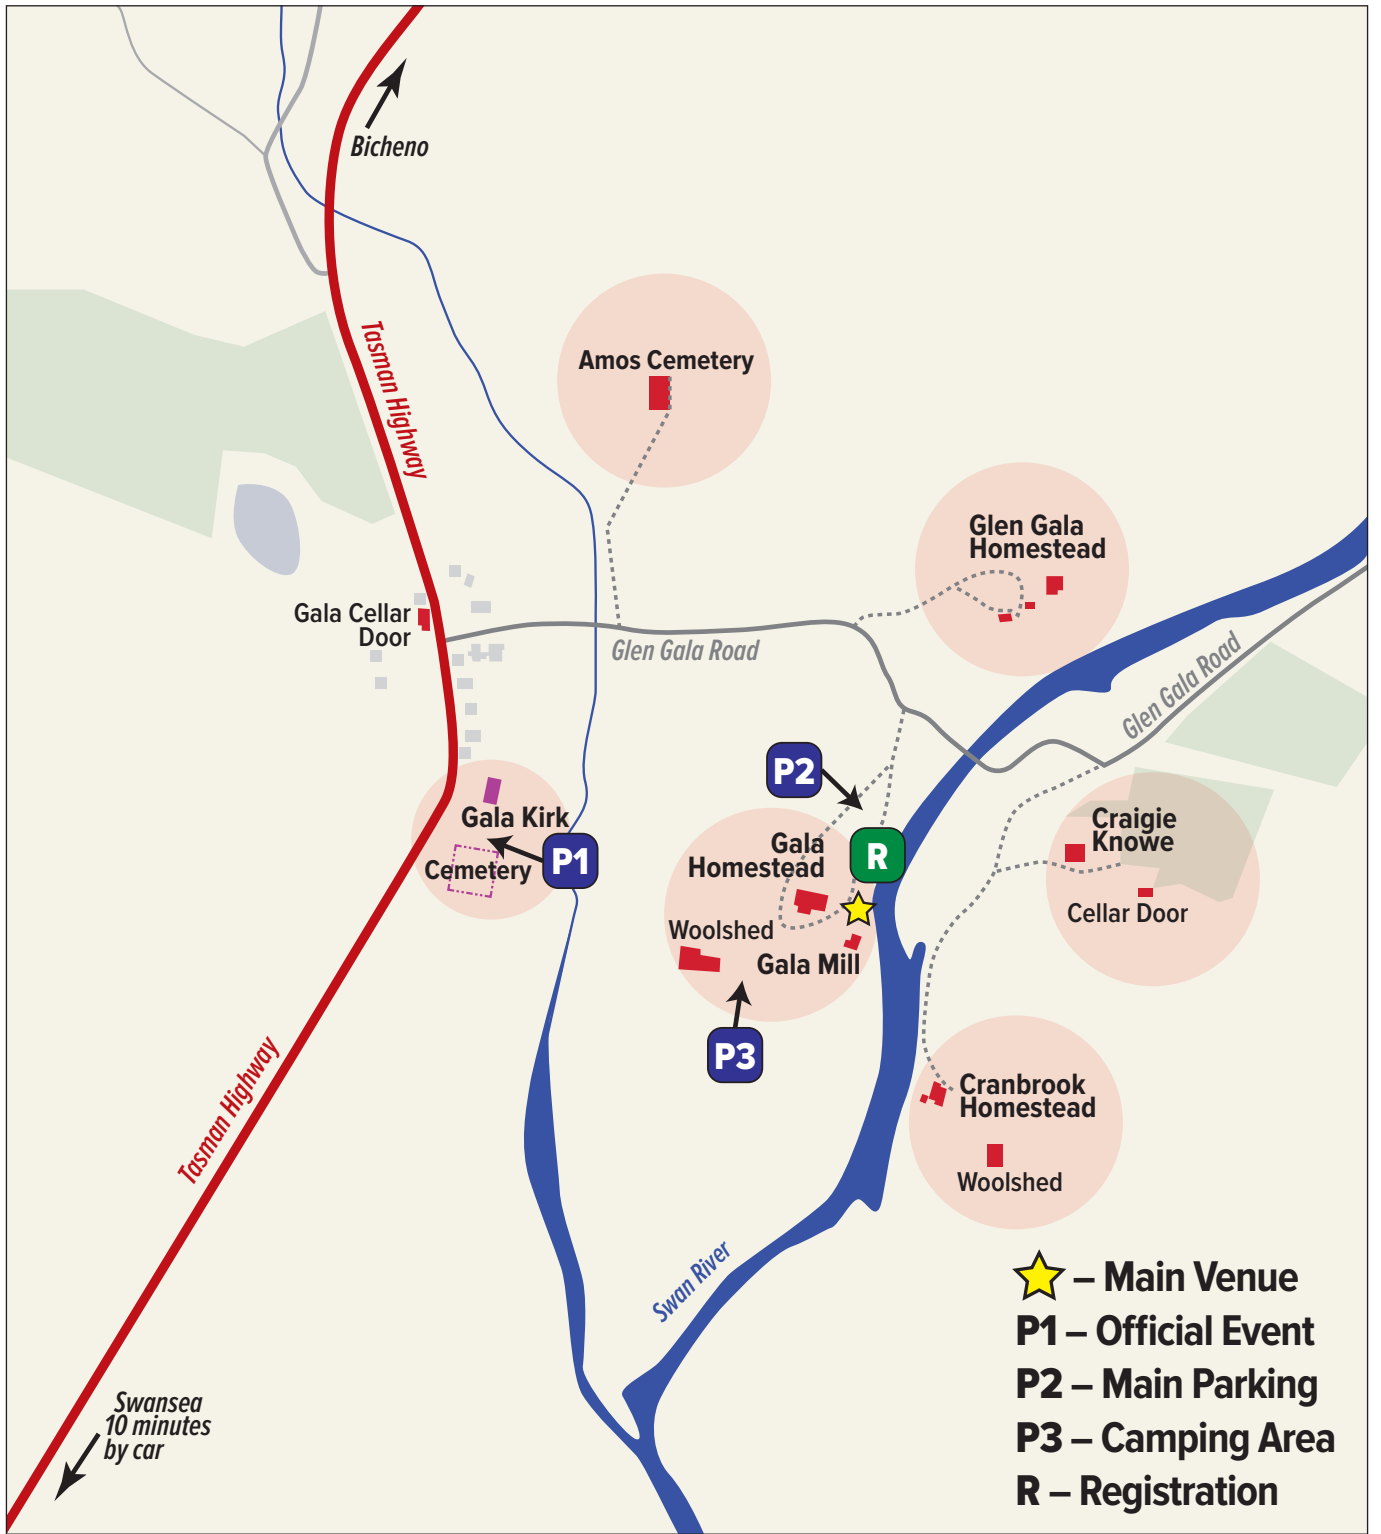 Bicheno
Tasman Highway
Amos Cemetery
Glen Gala
Homestead
Gala Cellar
Door
Glen Gala Road
Glen Gala Road
P2
Gala Kirk
Cemetery
P1
Gala
Homestead
R
Woolshed
Gala Mill
P3
Craigie
Knowe
Cellar Door
Cranbrook
Homestead
Woolshed
Tasman Highway
Swan River
Swansea
10 minutes
by car
– Main Venue
P1 – Official Event
P2 – Main Parking
P3 – Camping Area
R – Registration